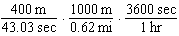 400 m / 43.03 sec · 1000 m / 0.62 mi · 3600 sec / 1 hr